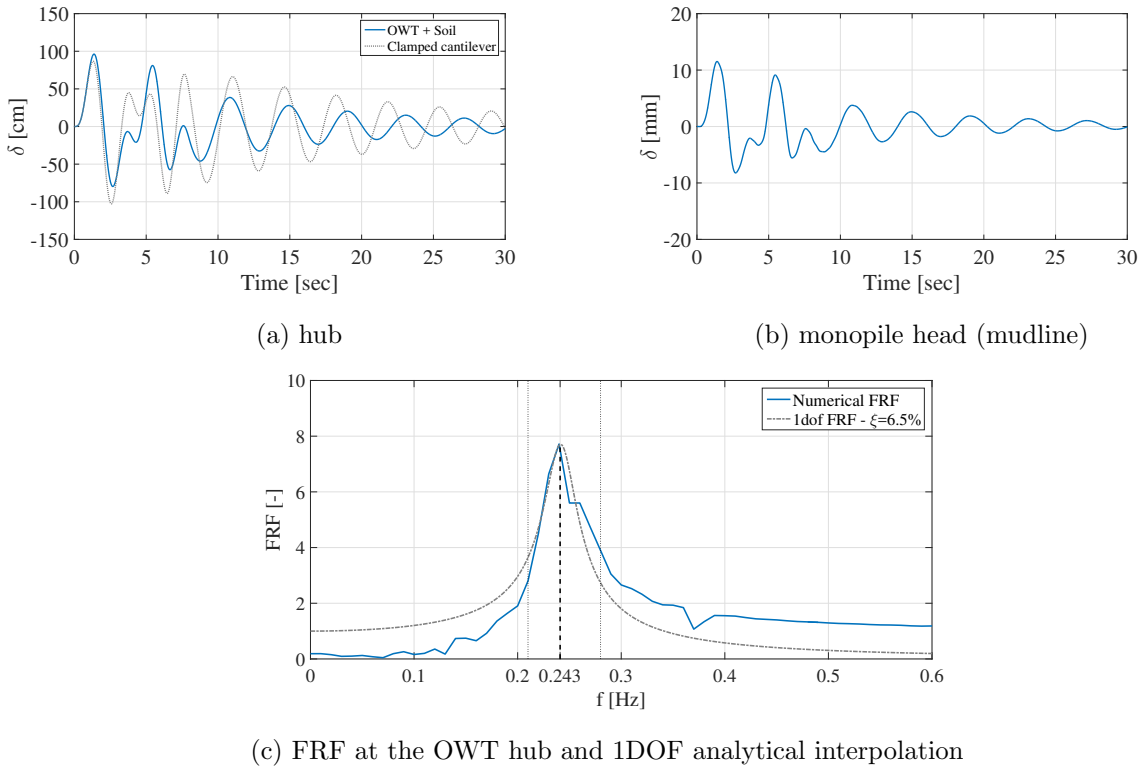 150
100
50
0
-50
-100
-150
δ [cm]
OWT + Soil
Clamped cantilever
0 5 10 15 20 25 30
Time [sec]
(a) hub
20
10
0
-10
-20
δ [mm]
0 5 10 15 20 25 30
Time [sec]
(b) monopile head (mudline)
10
8
6
4
2
0
FRF [-]
Numerical FRF
1dof FRF - ξ=6.5%
0 0.1 0.2 0.243 0.3 0.4 0.5 0.6
f [Hz]
(c) FRF at the OWT hub and 1DOF analytical interpolation